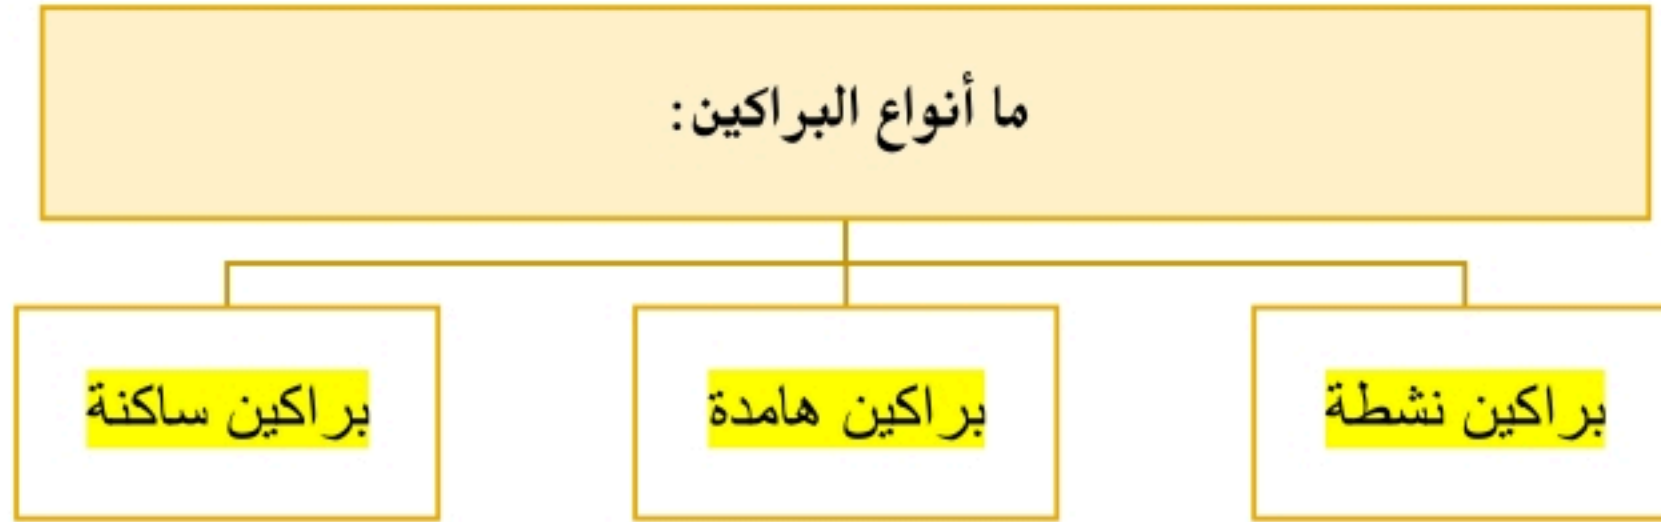 ما أنواع البراكين:
براكين نشطة
براكين هامدة
براكين ساكنة